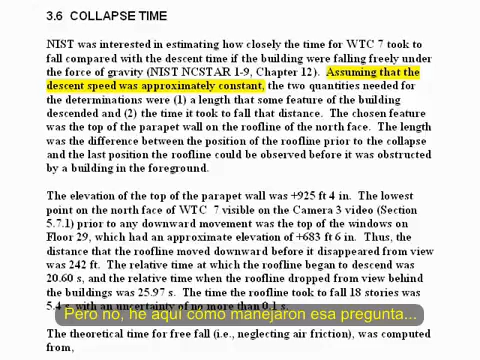 3.6 COLLAPSE TIME
NIST was interested in estimating how closely the time for WTC 7 took to
fall compared with the descent time if the building were falling freely under
the force of gravity (NIST NCSTAR 1-9, Chapter 12). Assuming that the
descent speed was approximately constant, the two quantities needed for
the determinations were (1) a length that some feature of the building
descended and (2) the time it took to fall that distance. The chosen feature
was the top of the parapet wall on the roofline of the north face. The length
was the difference between the position of the roofline prior to the collapse
and the last position the roofline could be observed before it was obstructed
by a building in the foreground.
The elevation of the top of the parapet wall was +925 ft 4 in. The lowest
point on the north face of WTC 7 visible on the Camera 3 video (Section
5.7.1) prior to any downward movement was the top of the windows on
Floor 29, which had an approximate elevation of +683 ft 6 in. Thus, the
distance that the roofline moved downward before it disappeared from view
was 242 ft. The relative time at which the roofline began to descend was
20.60 s, and the relative time when the roofline dropped from view behind
the buildings was 25.97 s. The time the roofline took to fall 18 stories was
5.4 s, with an uncertainty of no more than 0.1 s.
Pero no, he aquí cómo manejaron esa pregunta...
The theoretical time for free fall (i.e., neglecting air friction), was computed
from,